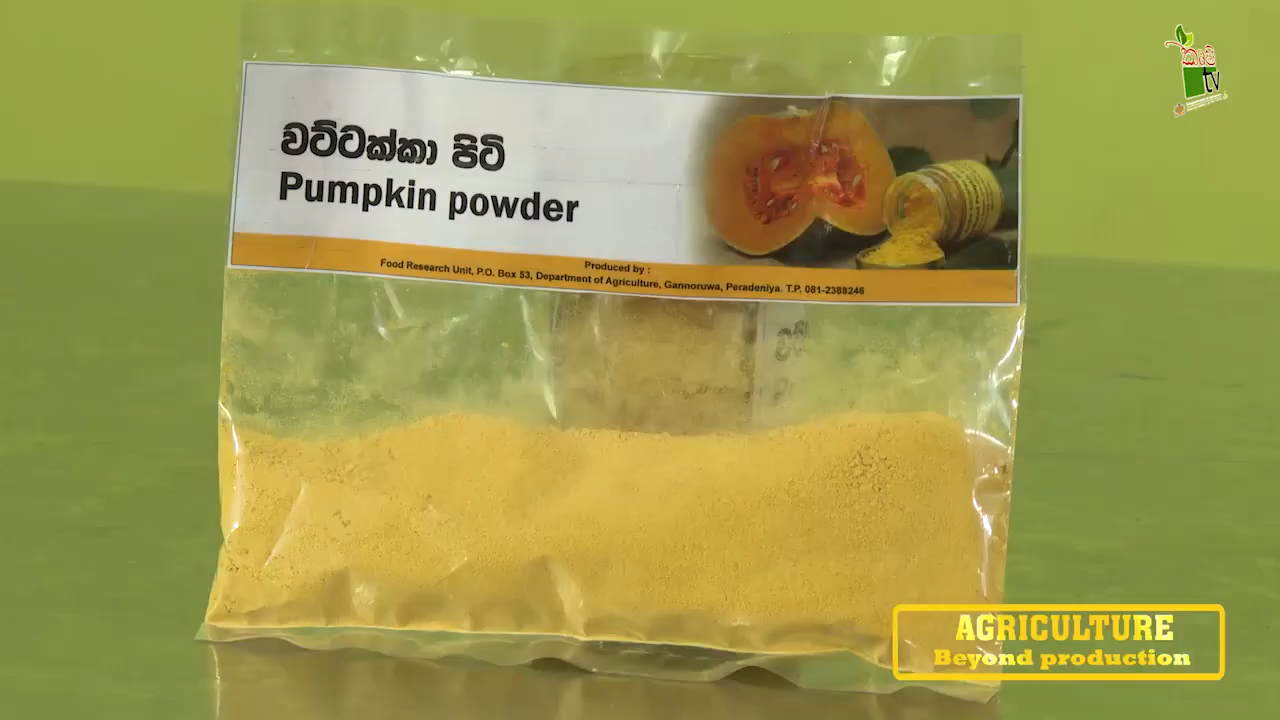 කෘෂි
tv
වට්ටක්කා පිටි
Pumpkin powder
Produced by :
Food Research Unit, P.O. Box 53, Department of Agriculture, Gannoruwa, Peradeniya. T.P. 081-2388246
AGRICULTURE
Beyond production